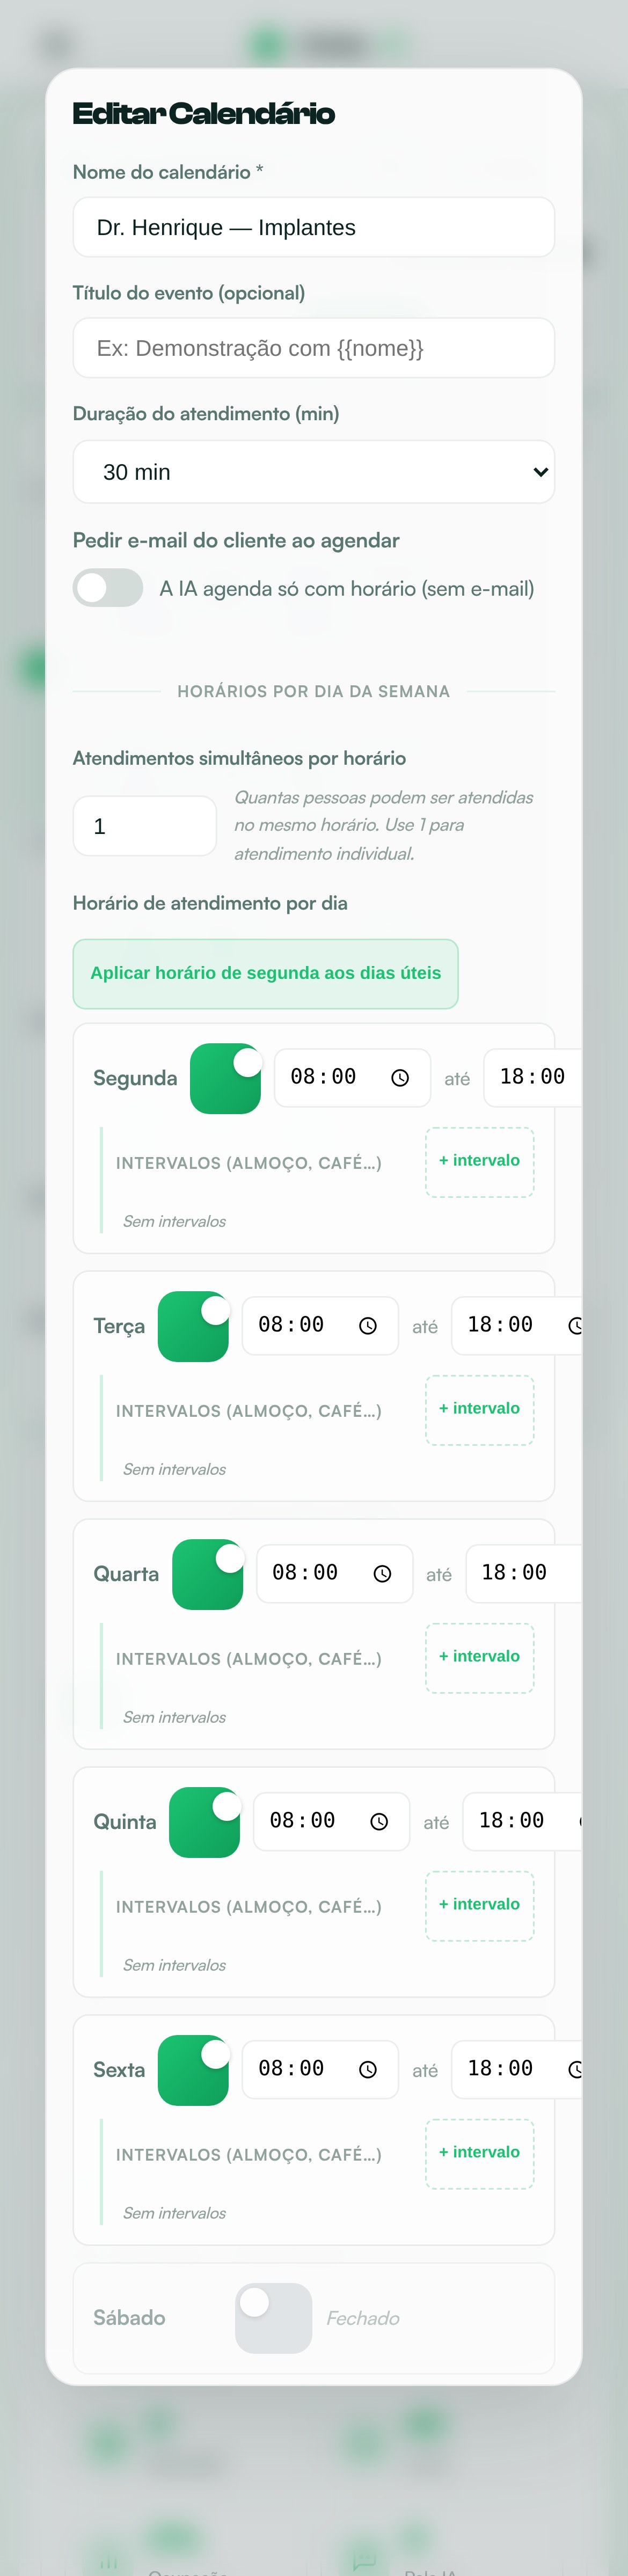 Editar Calendário
Nome do calendário *
Dr. Henrique — Implantes
Título do evento (opcional)
Ex: Demonstração com {{nome}}
Duração do atendimento (min)
30 min
Pedir e-mail do cliente ao agendar
A IA agenda só com horário (sem e-mail)
HORÁRIOS POR DIA DA SEMANA
Atendimentos simultâneos por horário
1
Quantas pessoas podem ser atendidas
no mesmo horário. Use 1 para
atendimento individual.
Horário de atendimento por dia
Aplicar horário de segunda aos dias úteis
Segunda 08:00 até 18:00
INTERVALOS (ALMOÇO, CAFÉ…) + intervalo
Sem intervalos
Terça 08:00 até 18:00
INTERVALOS (ALMOÇO, CAFÉ…) + intervalo
Sem intervalos
Quarta 08:00 até 18:00
INTERVALOS (ALMOÇO, CAFÉ…) + intervalo
Sem intervalos
Quinta 08:00 até 18:00
INTERVALOS (ALMOÇO, CAFÉ…) + intervalo
Sem intervalos
Sexta 08:00 até 18:00
INTERVALOS (ALMOÇO, CAFÉ…) + intervalo
Sem intervalos
Sábado Fechado